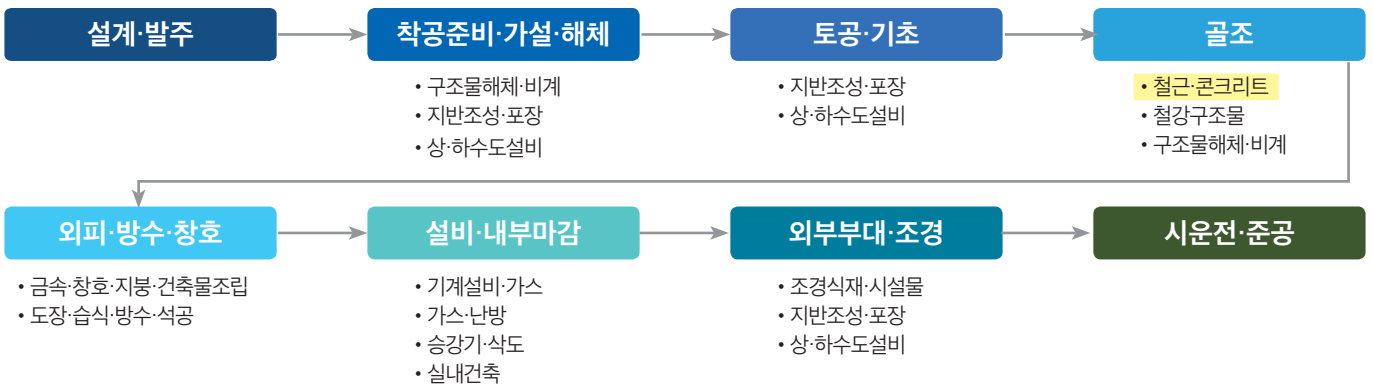 설계·발주
착공준비·가설·해체
토공·기초
골조
• 구조물해체·비계
• 지반조성·포장
• 상·하수도설비
• 지반조성·포장
• 상·하수도설비
• 철근·콘크리트
• 철강구조물
• 구조물해체·비계
외피·방수·창호
설비·내부마감
외부부대·조경
시운전·준공
• 금속·창호·지붕·건축물조립
• 도장·습식·방수·석공
• 기계설비·가스
• 가스·난방
• 승강기·삭도
• 실내건축
• 조경식재·시설물
• 지반조성·포장
• 상·하수도설비